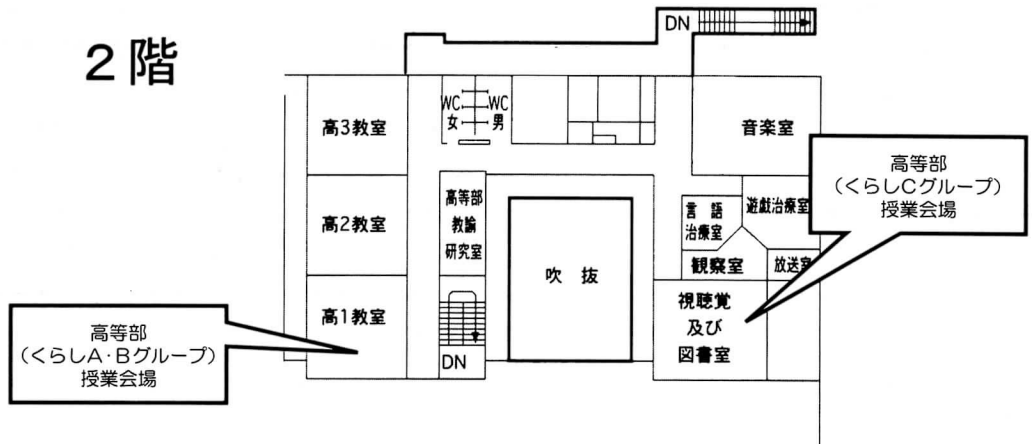 2階
DN
高3教室
WC
女
WC
男
音楽室
高等部
(くらしCグループ)
授業会場
高2教室
高等部
教諭
研究室
言語
治療室
遊戯治療室
観察室
放送室
吹抜
高1教室
視聴覚
及び
図書室
DN
高等部
(くらしA・Bグループ)
授業会場